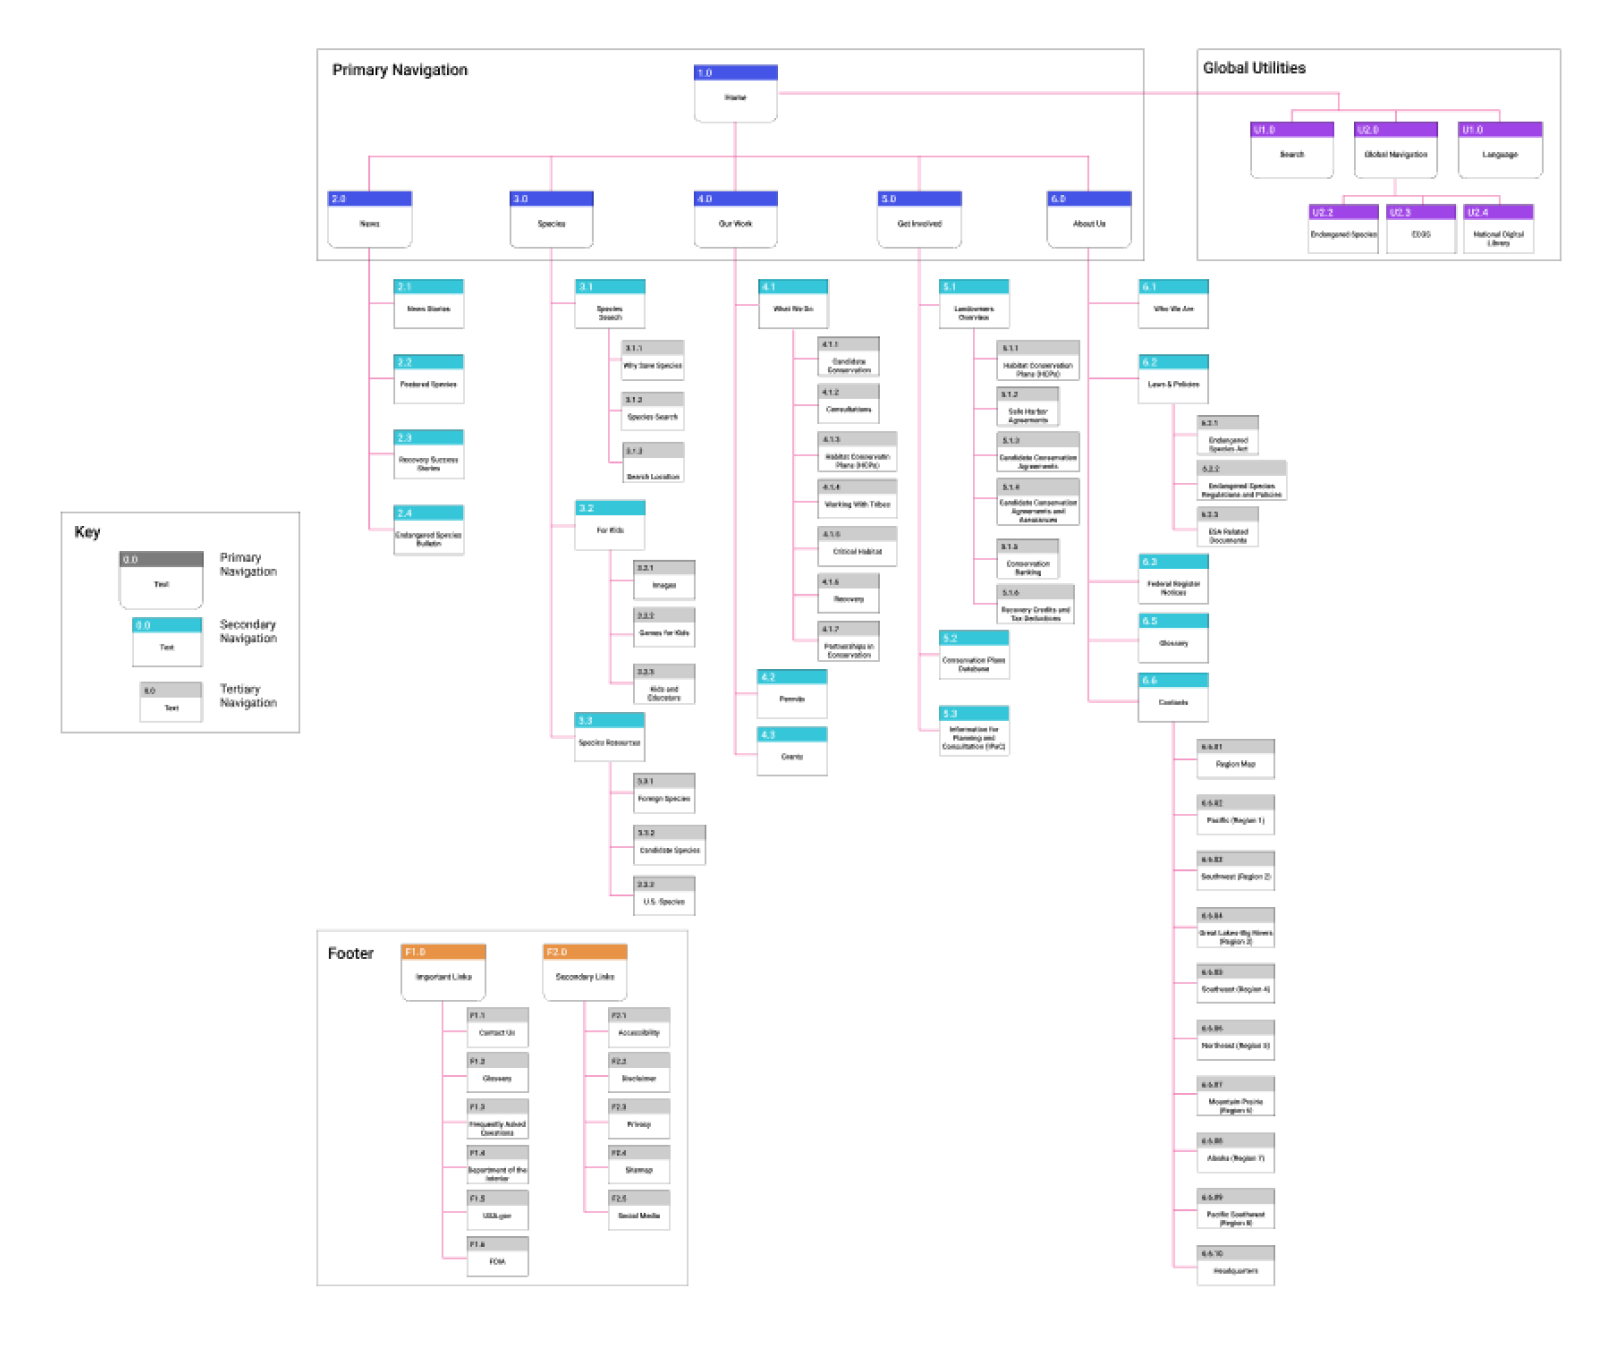 Primary Navigation
1.0
Home
Global Utilities
U1.0
Search
U2.0
Global Navigation
U1.0
Language
U2.2
Endangered Species
U2.3
ECOS
U2.4
National Digital
Library
2.0
News
3.0
Species
4.0
Our Work
5.0
Get Involved
6.0
About Us
2.1
News Stories
2.2
Featured Species
2.3
Recovery Success
Stories
2.4
Endangered Species
Bulletin
3.1
Species
Search
3.1.1
Why Save Species
3.1.2
Species Search
3.1.3
Search Location
3.2
For Kids
3.2.1
Images
3.2.2
Games for Kids
3.2.3
Kids and
Educators
3.3
Species Resources
3.3.1
Foreign Species
3.3.2
Candidate Species
3.3.2
U.S. Species
4.1
What We Do
4.1.1
Candidate
Conservation
4.1.2
Consultations
4.1.3
Habitat Conservatin
Plans (HCPs)
4.1.4
Working With Tribes
4.1.5
Critical Habitat
4.1.6
Recovery
4.1.7
Partnerships in
Conservation
4.2
Permits
4.3
Grants
5.1
Landowners
Overview
5.1.1
Habitat Conservation
Plans (HCPs)
5.1.2
Safe Harbor
Agreements
5.1.3
Candidate Conservation
Agreements
5.1.4
Candidate Conservation
Agreements and
Assurances
5.1.5
Conservation
Banking
5.1.6
Recovery Credits and
Tax Deductions
5.2
Conservation Plans
Database
5.3
Information for
Planning and
Consultation (IPaC)
6.1
Who We Are
6.2
Laws & Policies
6.2.1
Endangered
Species Act
6.2.2
Endangered Species
Regulations and Policies
6.2.3
ESA Related
Documents
6.3
Federal Register
Notices
6.5
Glossary
6.6
Contacts
6.6.01
Region Map
6.6.02
Pacific (Region 1)
6.6.03
Southwest (Region 2)
6.6.04
Great Lakes-Big Rivers
(Region 3)
6.6.05
Southeast (Region 4)
6.6.06
Northeast (Region 5)
6.6.07
Mountain Prairie
(Region 6)
6.6.08
Alaska (Region 7)
6.6.09
Pacific Southwest
(Region 8)
6.6.10
Headquarters
Key
0.0
Text
Primary
Navigation
0.0
Text
Secondary
Navigation
0.0
Text
Tertiary
Navigation
Footer
F1.0
Important Links
F1.1
Contact Us
F1.2
Glossary
F1.3
Frequently Asked
Questions
F1.4
Department of the
Interior
F1.5
USA.gov
F1.6
FOIA
F2.0
Secondary Links
F2.1
Accessibility
F2.2
Disclaimer
F2.3
Privacy
F2.4
Sitemap
F2.5
Social Media